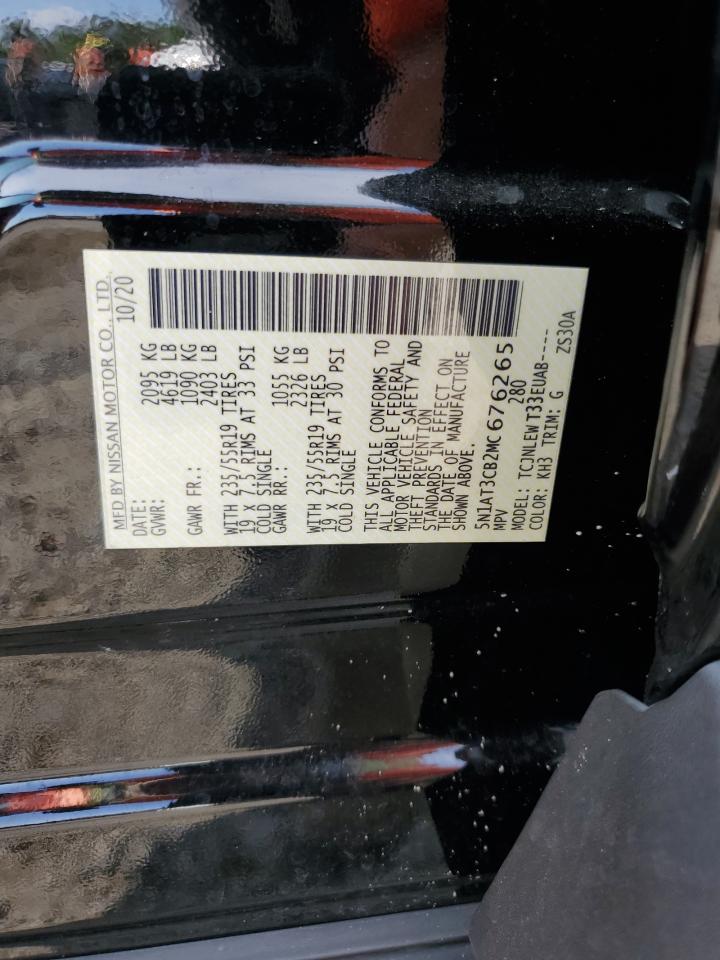 MFD BY NISSAN MOTOR CO., LTD.
DATE: 10/20
GVWR: 2095 KG
4619 LB
GAWR FR.: 1090 KG
2403 LB
WITH 235/55R19 TIRES
19 X 7.5 RIMS AT 33 PSI
COLD SINGLE
GAWR RR.: 1055 KG
2326 LB
WITH 235/55R19 TIRES
19 X 7.5 RIMS AT 30 PSI
COLD SINGLE
THIS VEHICLE CONFORMS TO
ALL APPLICABLE FEDERAL
MOTOR VEHICLE SAFETY AND
THEFT PREVENTION
STANDARDS IN EFFECT ON
THE DATE OF MANUFACTURE
SHOWN ABOVE.
5N1AT3CB2MC676265
MPV 280
MODEL: TCJNLEWT33EUAB----
COLOR: KH3 TRIM: G ZS30A